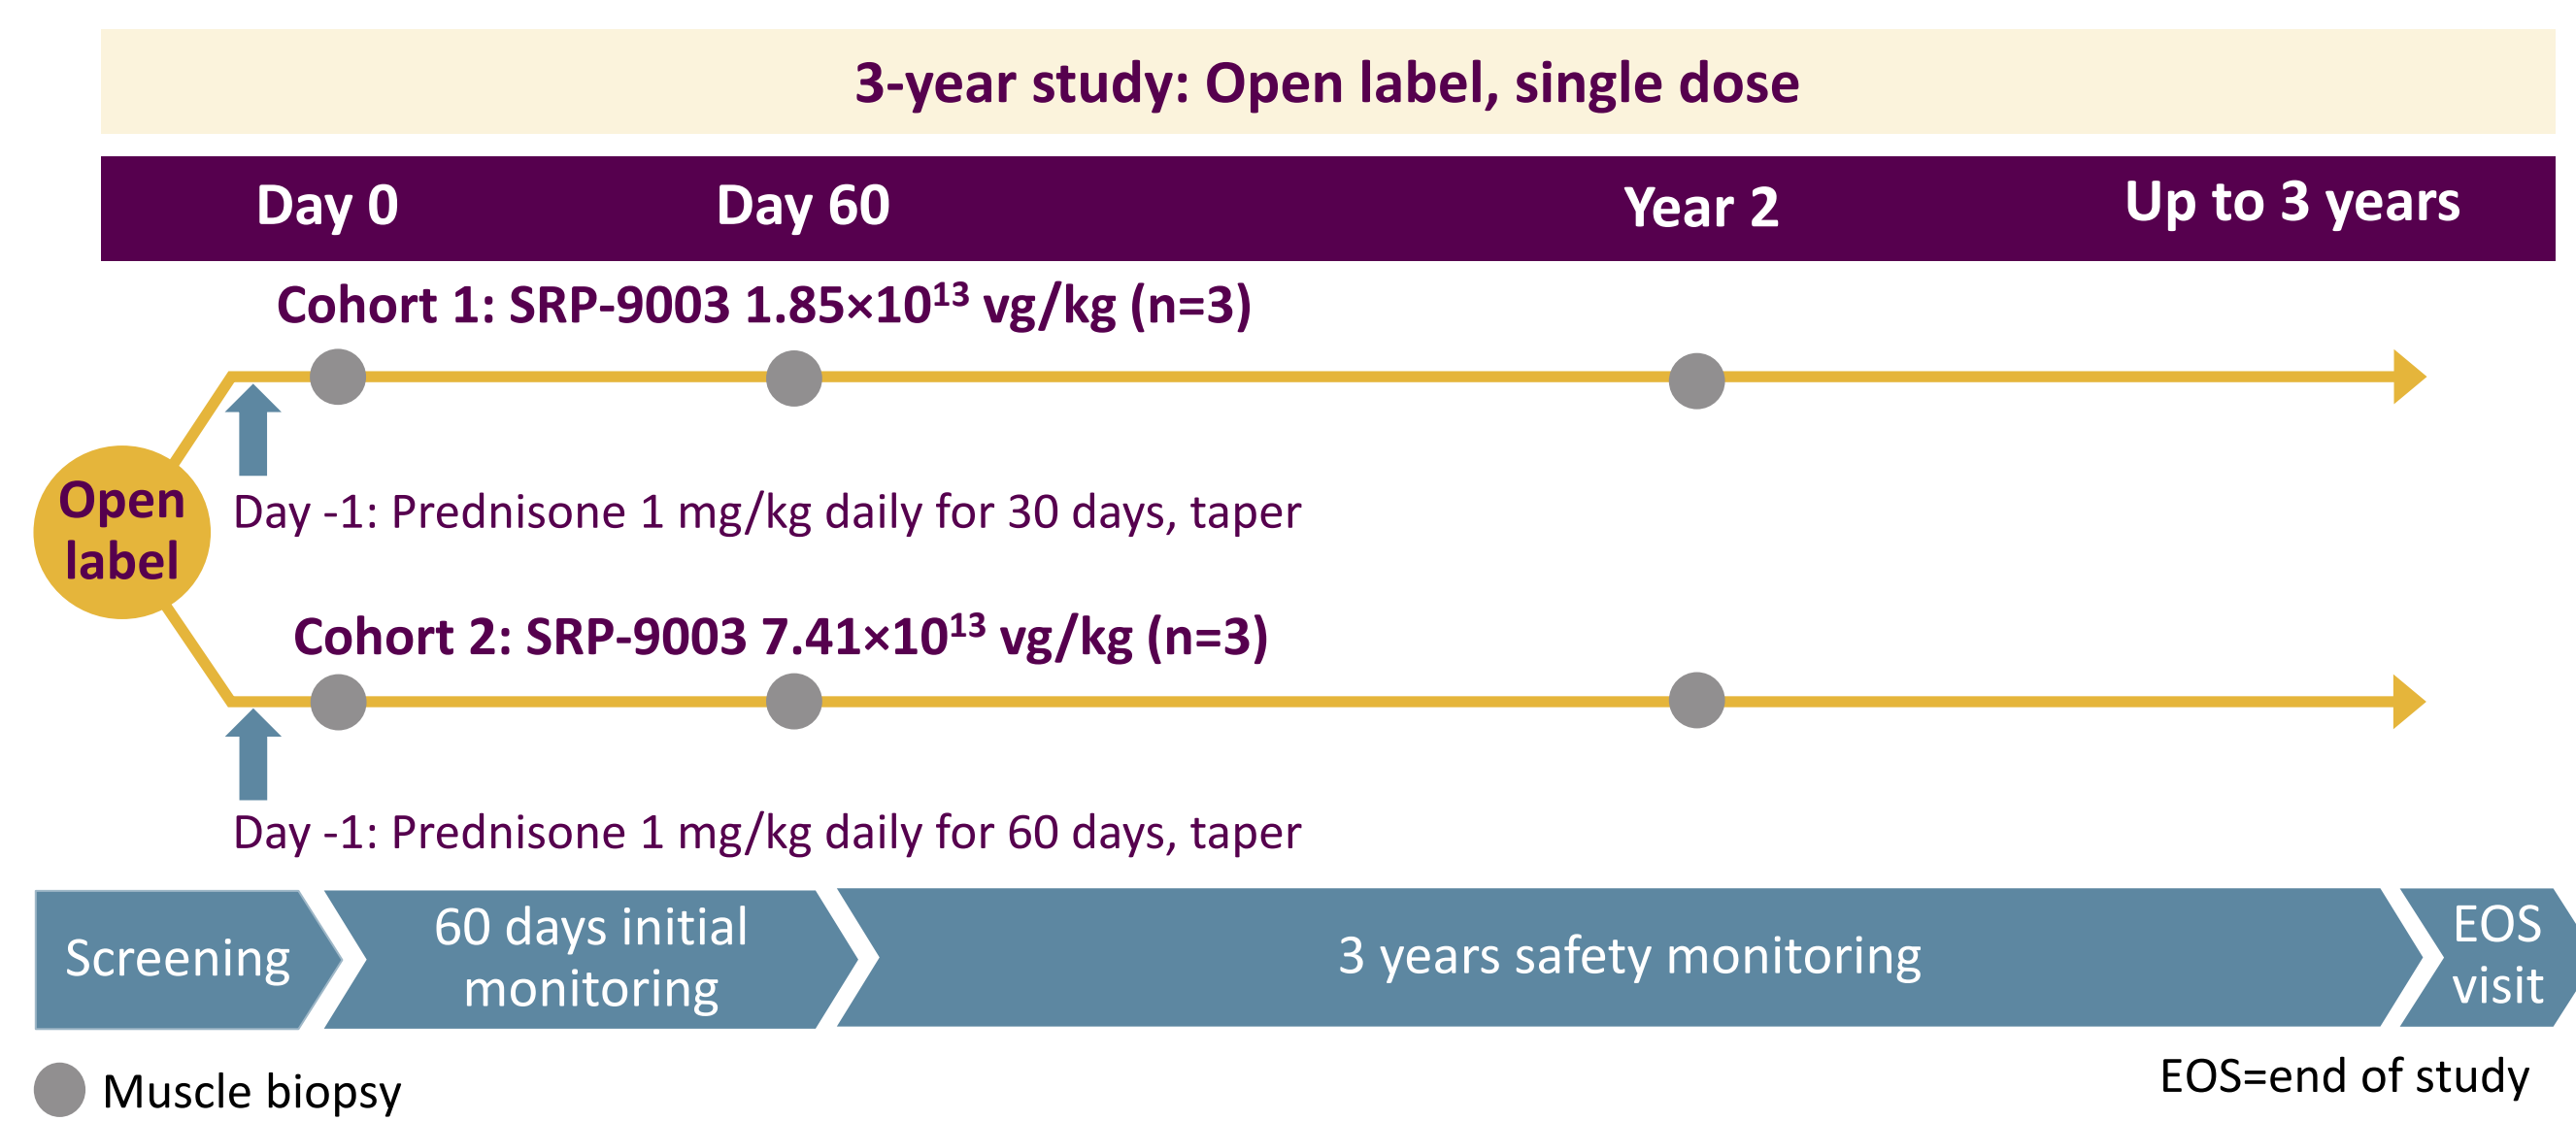 3-year study: Open label, single dose
Day 0 Day 60 Year 2 Up to 3 years
Cohort 1: SRP-9003 1.85×10¹³ vg/kg (n=3)
Day -1: Prednisone 1 mg/kg daily for 30 days, taper
Open
label
Cohort 2: SRP-9003 7.41×10¹³ vg/kg (n=3)
Day -1: Prednisone 1 mg/kg daily for 60 days, taper
Screening
60 days initial
monitoring
3 years safety monitoring
EOS
visit
Muscle biopsy
EOS=end of study